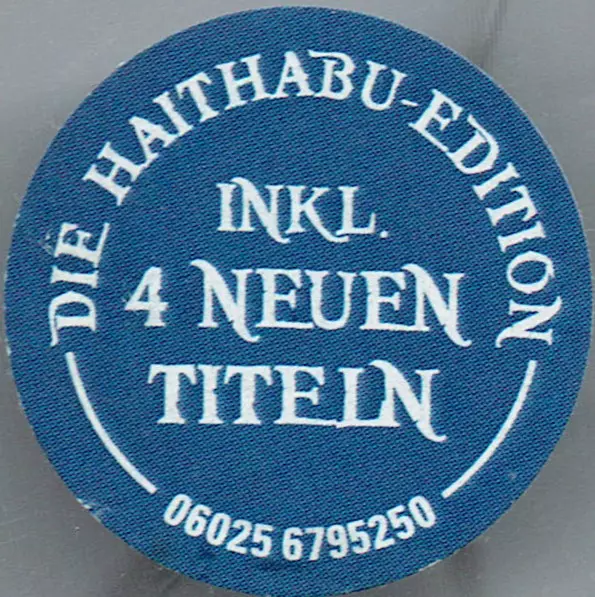 DIE HAITHABU-EDITION
INKL.
4 NEUEN
TITELN
06025 6795250